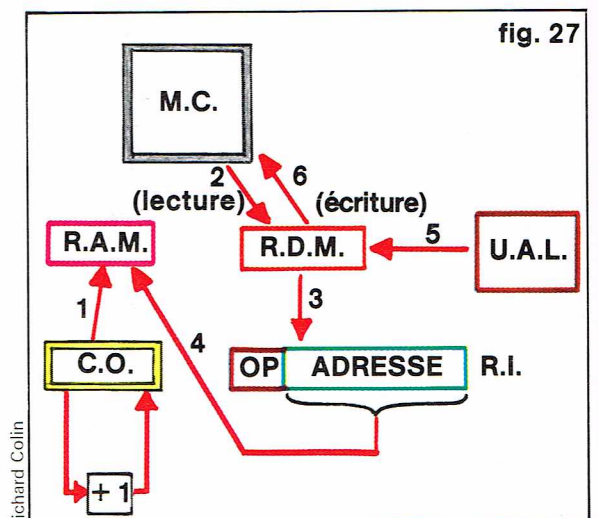 fig. 27
M.C.
2
6
(lecture)
(écriture)
R.A.M.
R.D.M.
5
U.A.L.
1
3
4
C.O.
OP
ADRESSE
R.I.
+ 1
ichard Colin